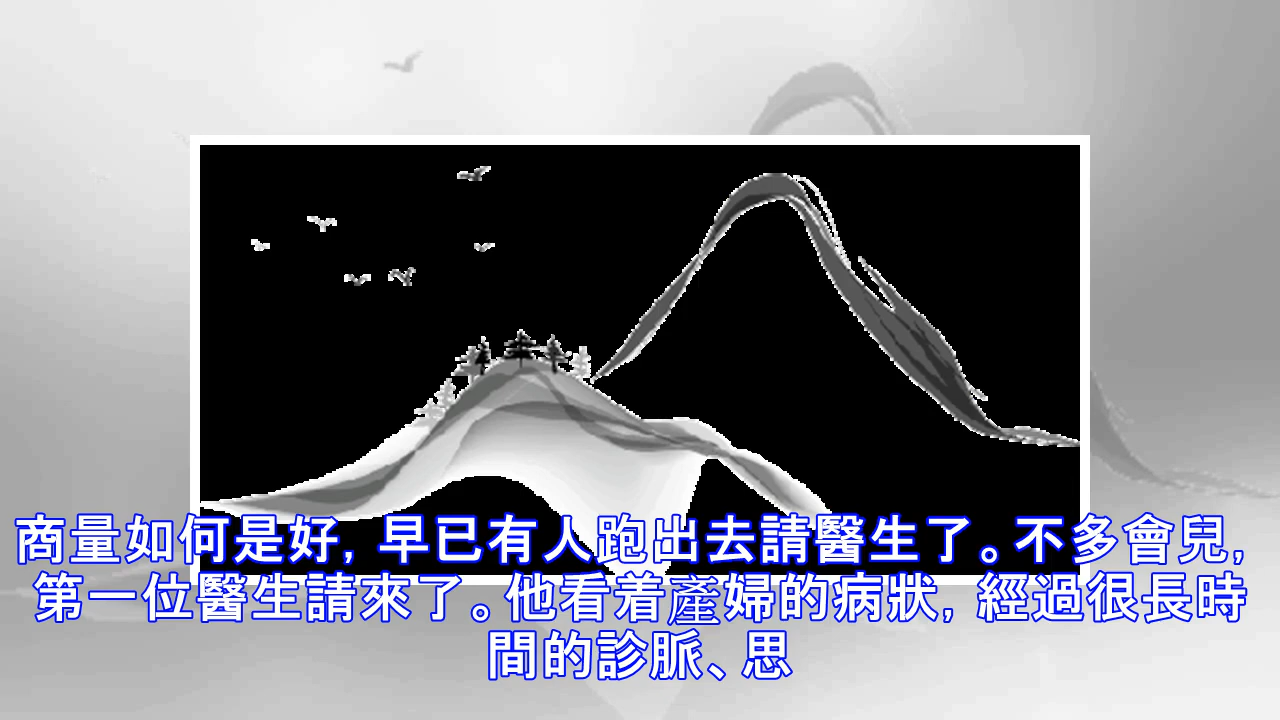 商量如何是好, 早已有人跑出去請醫生了。不多會兒,
第一位醫生請來了。他看着產婦的病狀, 經過很長時
間的診脈、思